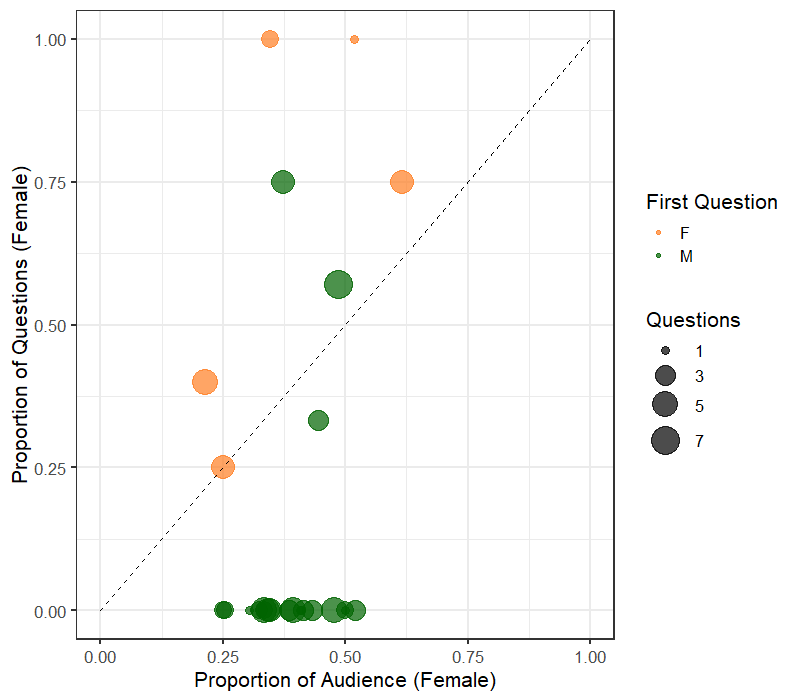 1.00
0.75
0.50
0.25
0.00
Proportion of Questions (Female)
0.00 0.25 0.50 0.75 1.00
Proportion of Audience (Female)
First Question
F
M
Questions
1
3
5
7